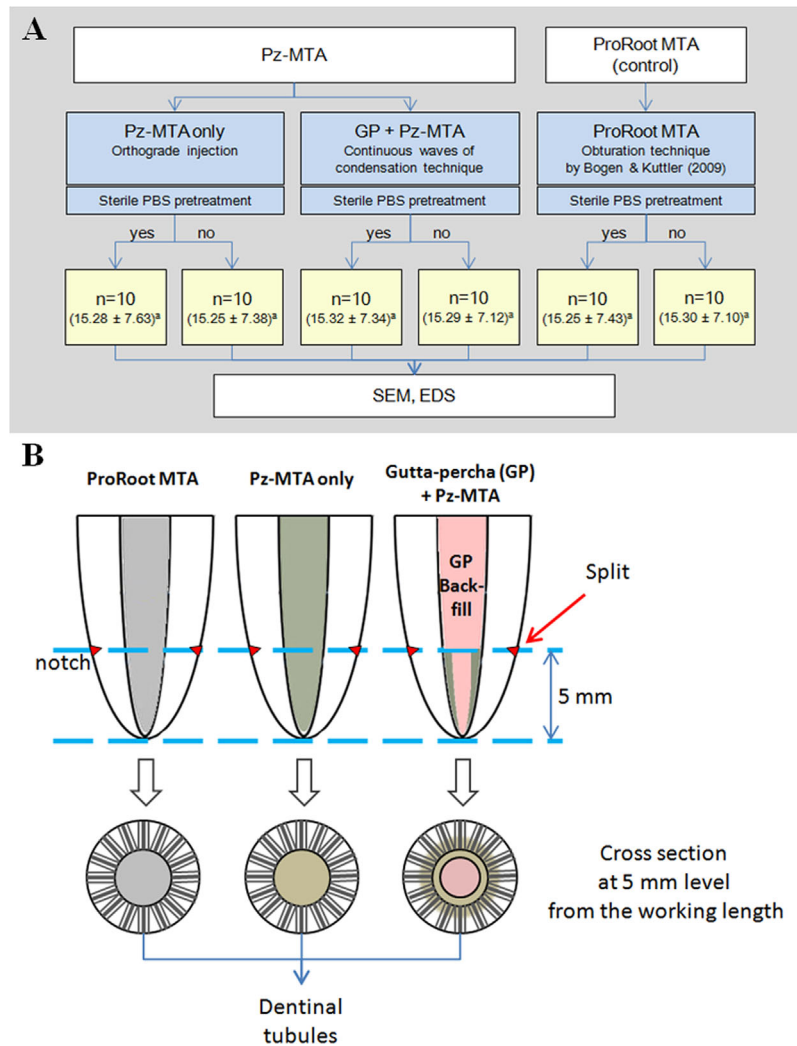 A
Pz-MTA
ProRoot MTA
(control)
Pz-MTA only
Orthograde injection
GP + Pz-MTA
Continuous waves of
condensation technique
ProRoot MTA
Obturation technique
by Bogen & Kuttler (2009)
Sterile PBS pretreatment
Sterile PBS pretreatment
Sterile PBS pretreatment
yes
no
yes
no
yes
no
n=10
(15.28 ± 7.63)ª
n=10
(15.25 ± 7.38)ª
n=10
(15.32 ± 7.34)ª
n=10
(15.29 ± 7.12)ª
n=10
(15.25 ± 7.43)ª
n=10
(15.30 ± 7.10)ª
SEM, EDS
B
ProRoot MTA
Pz-MTA only
Gutta-percha (GP)
+ Pz-MTA
GP
Back-
fill
Split
notch
5 mm
Cross section
at 5 mm level
from the working length
Dentinal
tubules